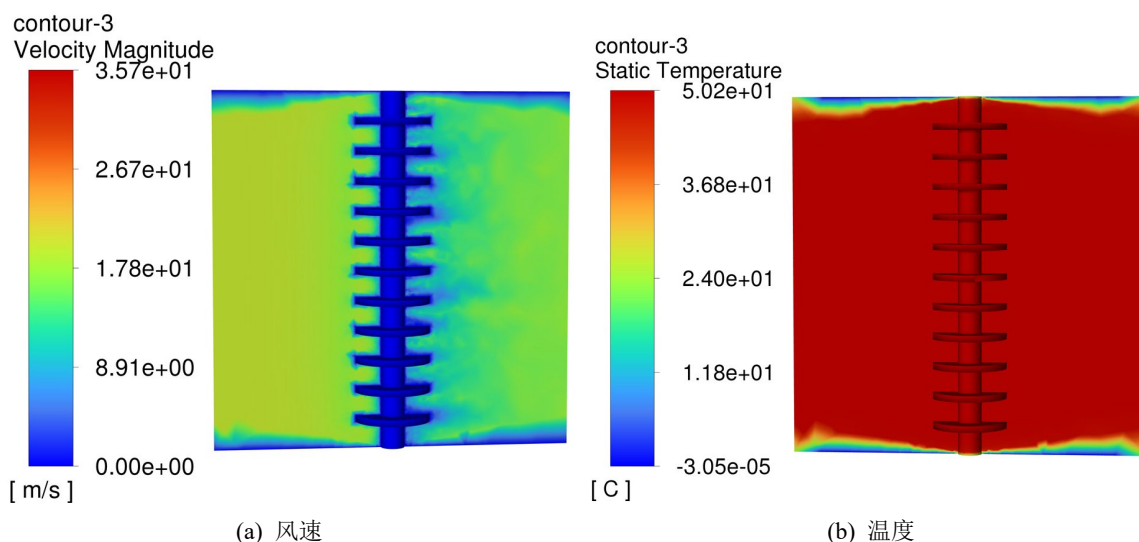 contour-3
Velocity Magnitude
3.57e+01
2.67e+01
1.78e+01
8.91e+00
0.00e+00
[ m/s ]
(a) 风速
contour-3
Static Temperature
5.02e+01
3.68e+01
2.40e+01
1.18e+01
-3.05e-05
[ C ]
(b) 温度